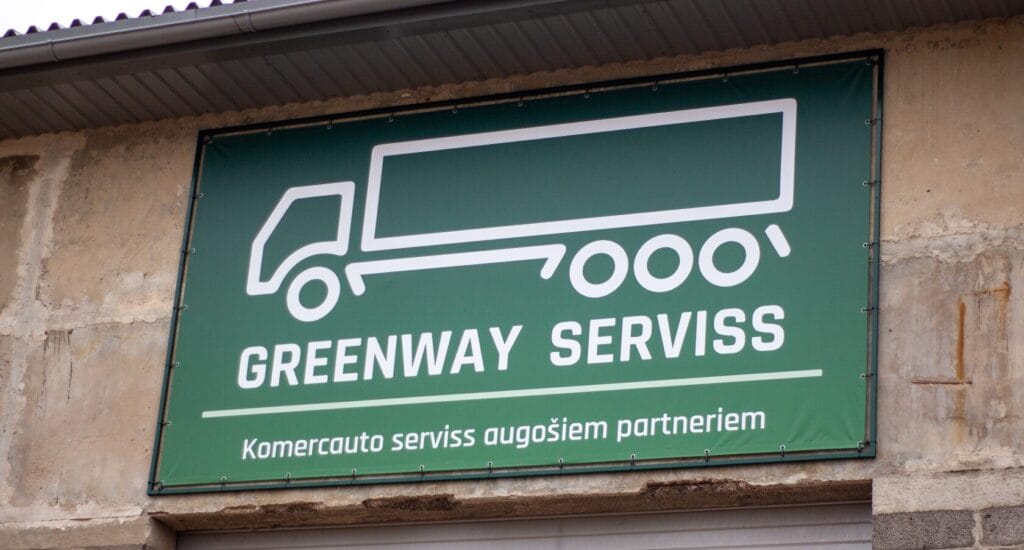 GREENWAY SERVISS
Komercauto serviss augošiem partneriem